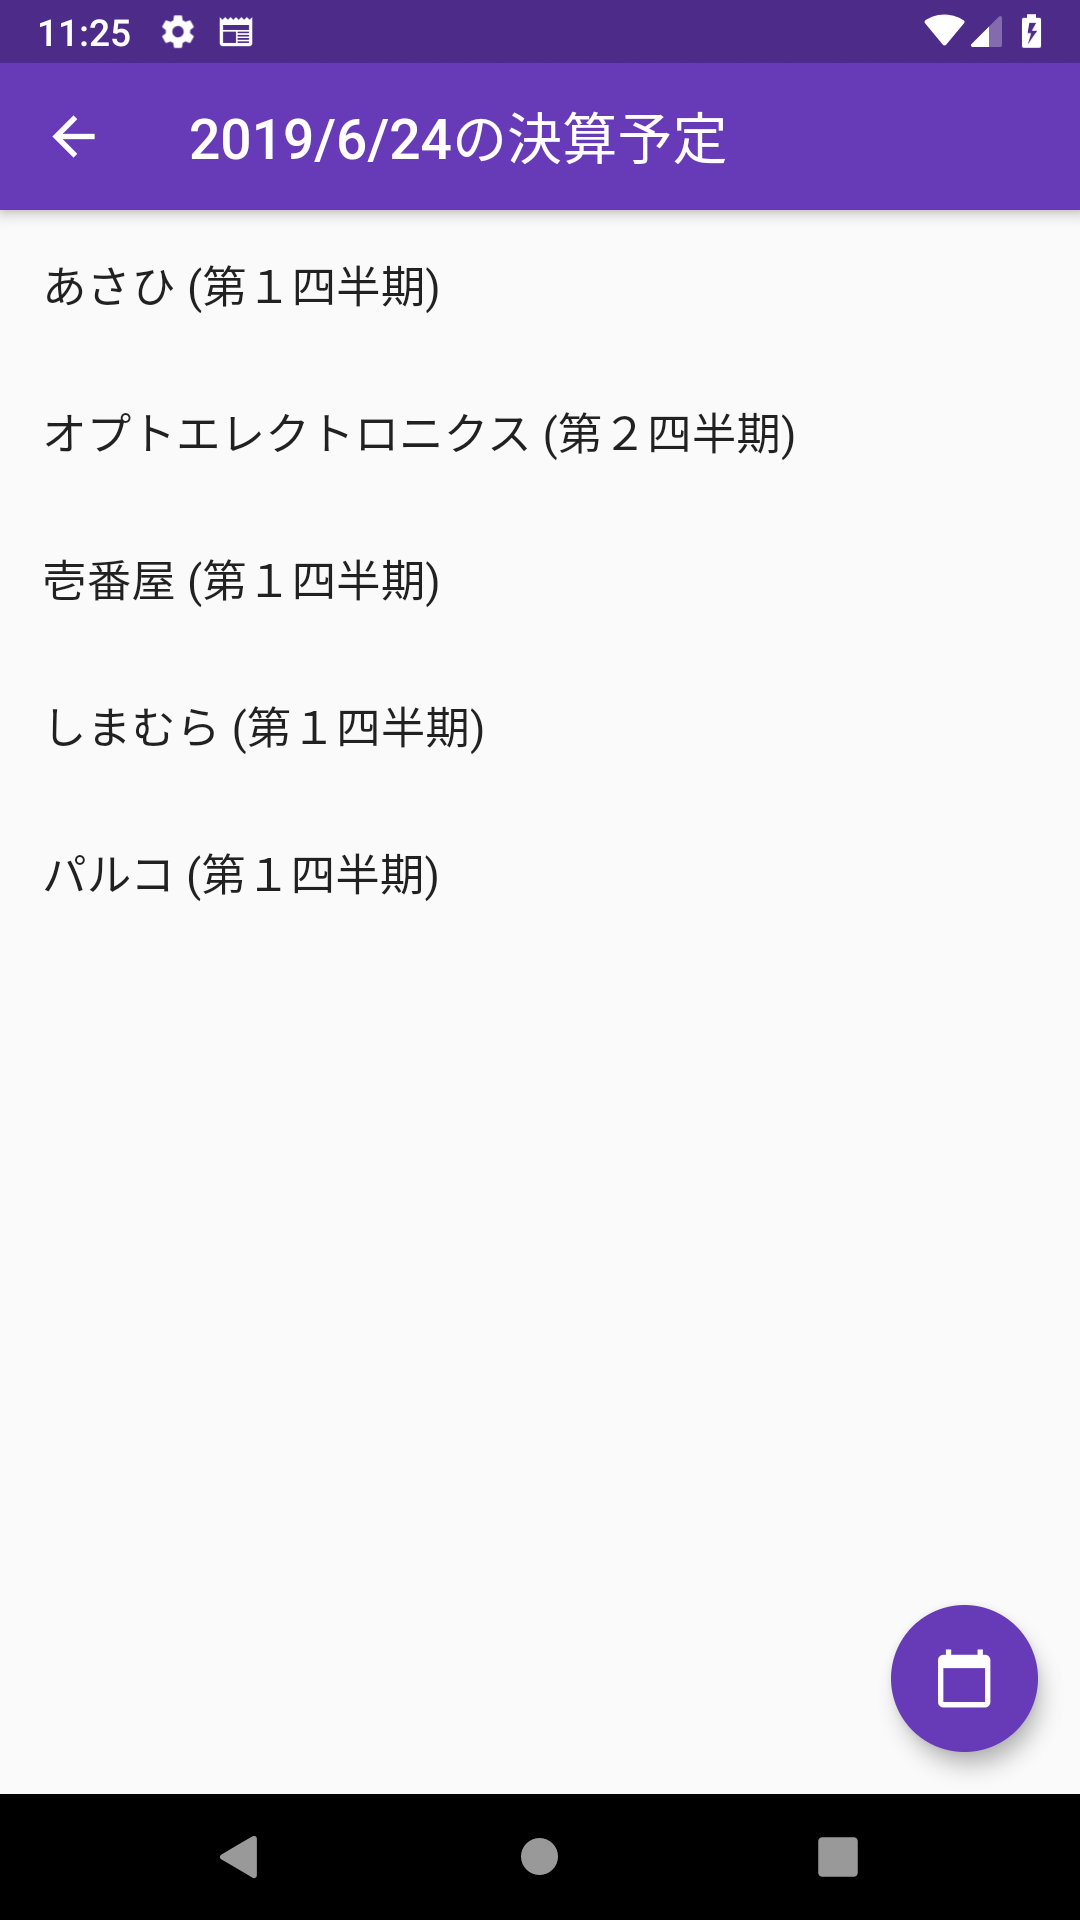 11:25
2019/6/24の決算予定
あさひ (第１四半期)
オプトエレクトロニクス (第２四半期)
壱番屋 (第１四半期)
しまむら (第１四半期)
パルコ (第１四半期)